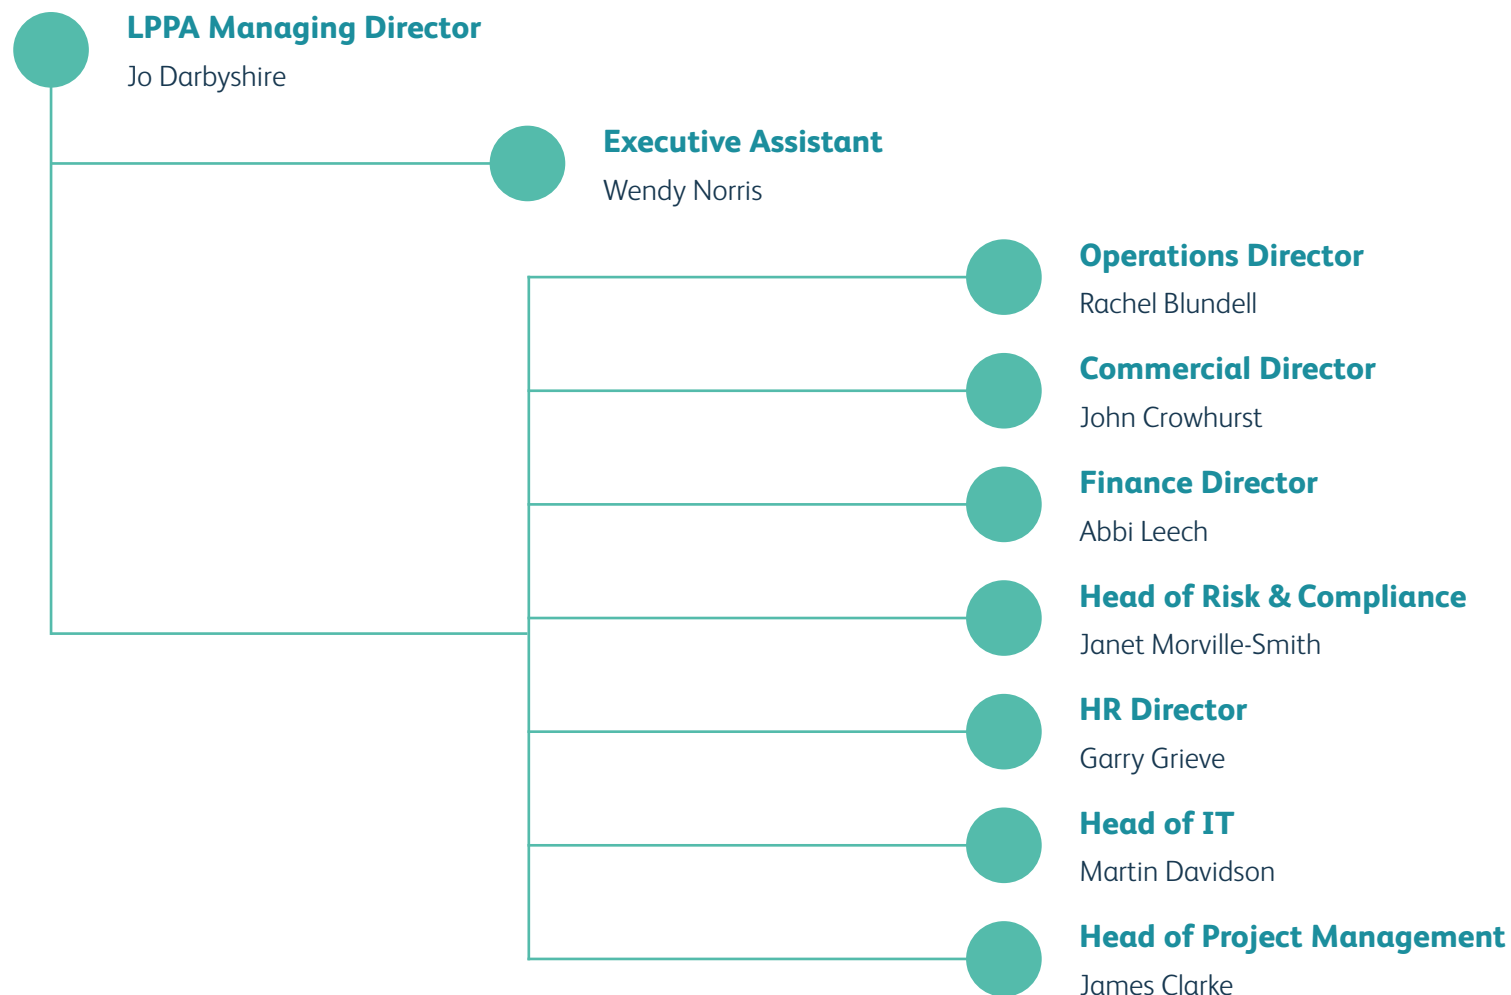 LPPA Managing Director
Jo Darbyshire
Executive Assistant
Wendy Norris
Operations Director
Rachel Blundell
Commercial Director
John Crowhurst
Finance Director
Abbi Leech
Head of Risk & Compliance
Janet Morville-Smith
HR Director
Garry Grieve
Head of IT
Martin Davidson
Head of Project Management
James Clarke